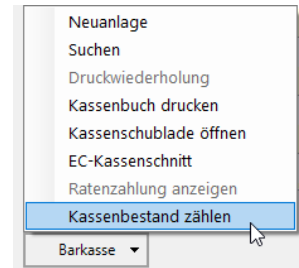 Neuanlage
Suchen
Druckwiederholung
Kassenbuch drucken
Kassenschublade öffnen
EC-Kassenschnitt
Ratenzahlung anzeigen
Kassenbestand zählen
Barkasse